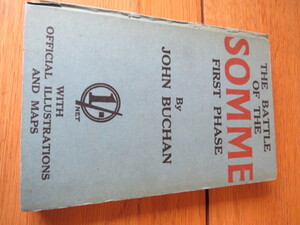 THE BATTLE
OF THE
SOMME
FIRST PHASE
By
JOHN BUCHAN
1/-
NET
WITH
OFFICIAL ILLUSTRATIONS
AND MAPS